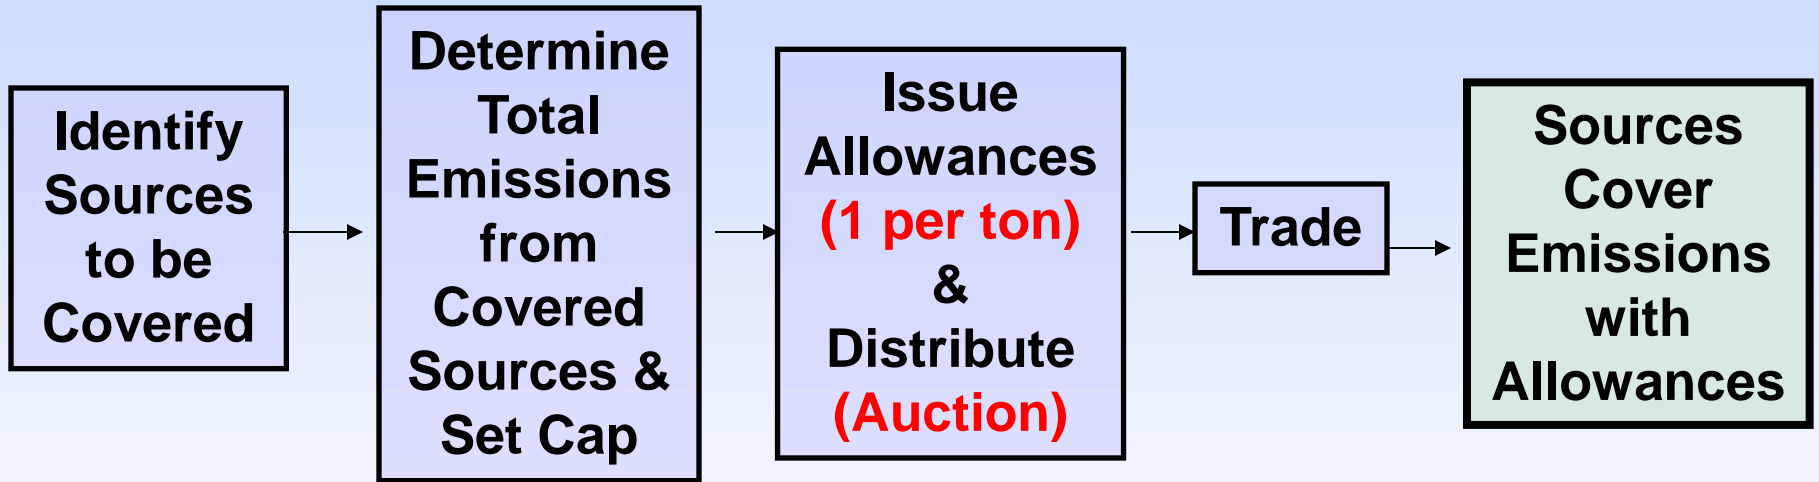 Identify
Sources
to be
Covered
Determine
Total
Emissions
from
Covered
Sources &
Set Cap
Issue
Allowances
(1 per ton)
&
Distribute
(Auction)
Trade
Sources
Cover
Emissions
with
Allowances